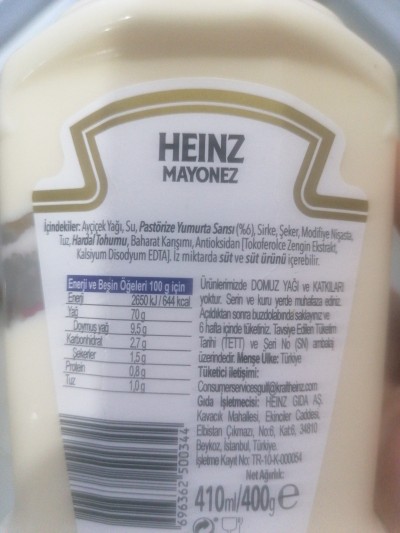 HEINZ
MAYONEZ
İçindekiler: Ayçiçek Yağı, Su, Pastörize Yumurta Sarısı (%6), Sirke, Şeker, Modifiye Nişasta,
Tuz, Hardal Tohumu, Baharat Karışımı, Antioksidan [Tokoferolce Zengin Ekstrakt,
Kalsiyum Disodyum EDTA]. İz miktarda süt ve süt ürünü içerebilir.
Enerji ve Besin Öğeleri 100 g için
Enerji 2650 kJ / 644 kcal
Yağ 70 g
Doymuş yağ 9,5 g
Karbonhidrat 2,7 g
Şekerler 1,5 g
Protein 0,8 g
Tuz 1,0 g
Ürünlerimizde DOMUZ YAĞI ve KATKILARI
yoktur. Serin ve kuru yerde muhafaza ediniz.
Açıldıktan sonra buzdolabında saklayınız ve
6 hafta içinde tüketiniz. Tavsiye Edilen Tüketim
Tarihi (TETT) ve Seri No (SN) ambalaj
üzerindedir. Menşe Ülke: Türkiye
Tüketici İletişimi:
Consumerservicesgulf@kraftheinz.com
Gıda İşletmecisi: HEINZ GIDA AŞ.
Kavacık Mahallesi, Ekinciler Caddesi,
Elbistan Çıkmazı, No:6, Kat:6, 34810
Beykoz, İstanbul, Türkiye.
İşletme Kayıt No: TR-10-K-000054
Net Ağırlık:
410ml/400g e
696362 500344